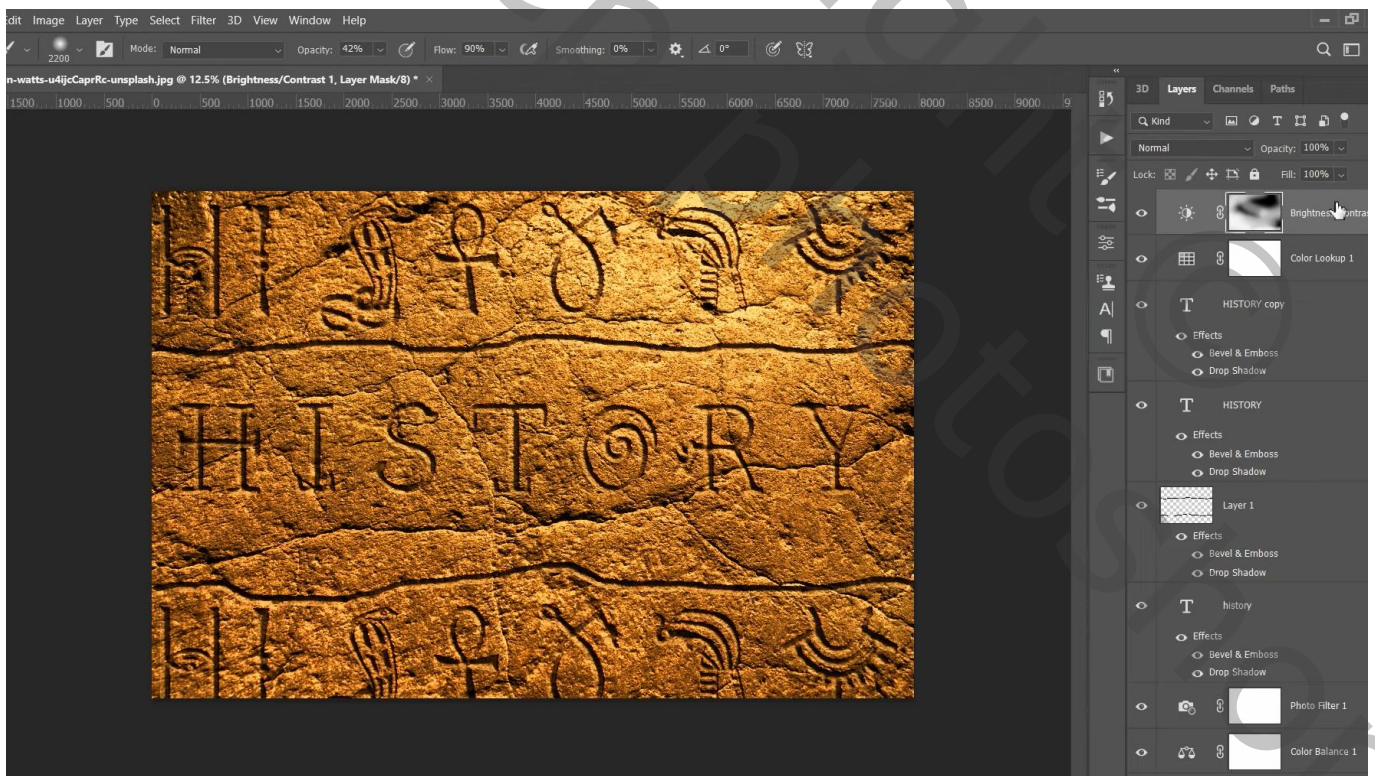 Edit Image Layer Type Select Filter 3D View Window Help
2200 Mode: Normal Opacity: 42% Flow: 90% Smoothing: 0% 0°
n-watts-u4ijcCaprRc-unsplash.jpg @ 12.5% (Brightness/Contrast 1, Layer Mask/8) * ×
1500 1000 500 0 500 1000 1500 2000 2500 3000 3500 4000 4500 5000 5500 6000 6500 7000 7500 8000 8500 9000 9
3D Layers Channels Paths
Kind
Normal Opacity: 100%
Lock: Fill: 100%
Color Lookup 1
HISTORY copy
Effects
Bevel & Emboss
Drop Shadow
HISTORY
Effects
Bevel & Emboss
Drop Shadow
Layer 1
Effects
Bevel & Emboss
Drop Shadow
history
Effects
Bevel & Emboss
Drop Shadow
Photo Filter 1
Color Balance 1
HISTORY